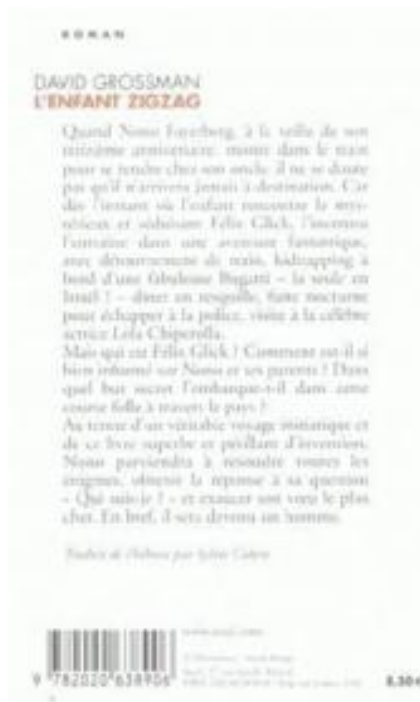 ROMAN
DAVID GROSSMAN
L'ENFANT ZIGZAG
Quand Nono Feuerberg, à la veille de son
treizième anniversaire, monte dans le train
pour se rendre chez son oncle, il ne se doute
pas qu'il n'arrivera jamais à destination. Car
dès l'instant où l'enfant rencontre le mys-
térieux et séduisant Félix Glick, l'inconnu
l'entraîne dans une aventure fantastique,
avec détournement de train, kidnapping à
bord d'une fabuleuse Bugatti – la seule en
Israël ! – dîner en resquille, fuite nocturne
pour échapper à la police, visite à la célèbre
actrice Lola Chiperolla.
Mais qui est Félix Glick ? Comment est-il si
bien informé sur Nono et ses parents ? Dans
quel but secret l'embarque-t-il dans cette
course folle à travers le pays ?
Au terme d'un véritable voyage initiatique et
de ce livre superbe et pétillant d'invention,
Nono parviendra à résoudre toutes les
énigmes, obtenir la réponse à sa question
– Qui suis-je ? – et exaucer son vœu le plus
cher. En bref, il sera devenu un homme.
Traduit de l'hébreu par Sylvie Cohen
9 782020 638906
8,50€